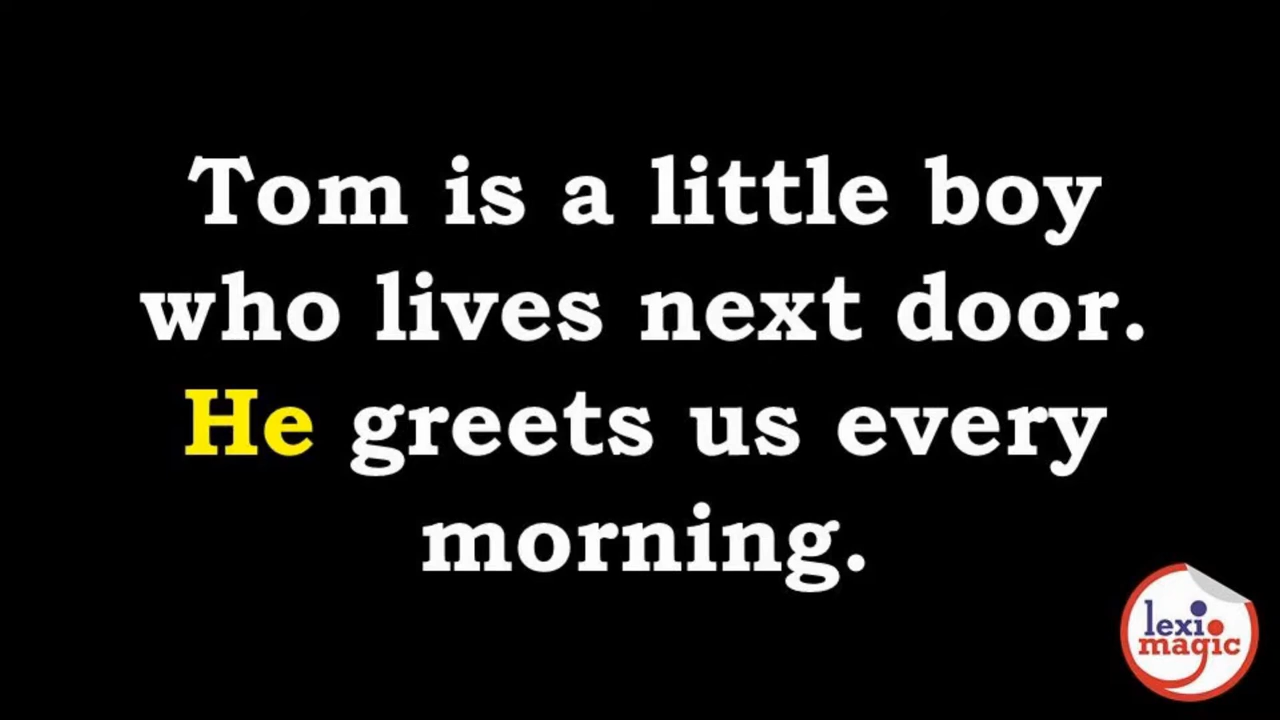 Tom is a little boy
who lives next door.
He greets us every
morning.
lexi
magic